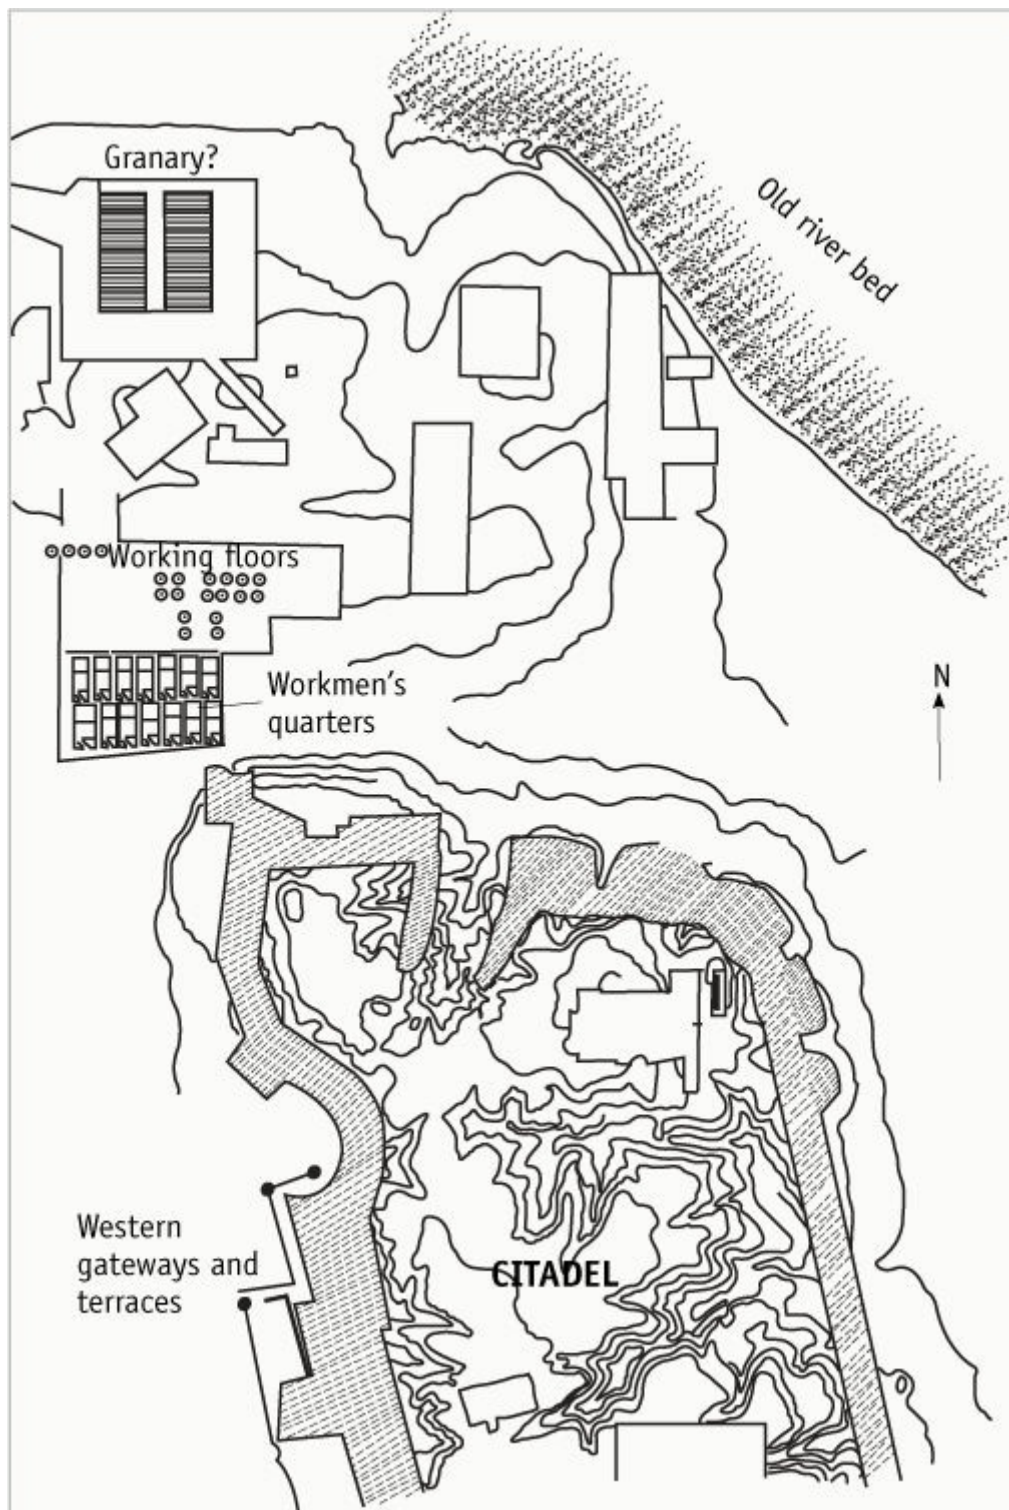 Granary?
Old river bed
Working floors
Workmen's
quarters
N
Western
gateways and
terraces
CITADEL